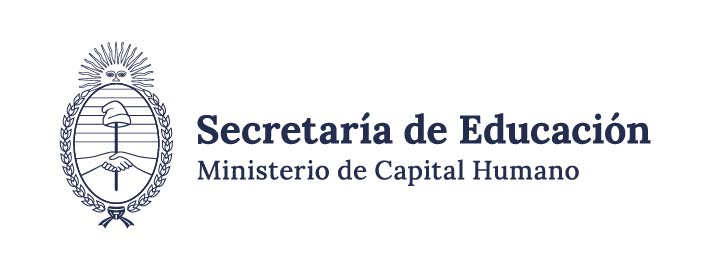 Secretaría de Educación
Ministerio de Capital Humano